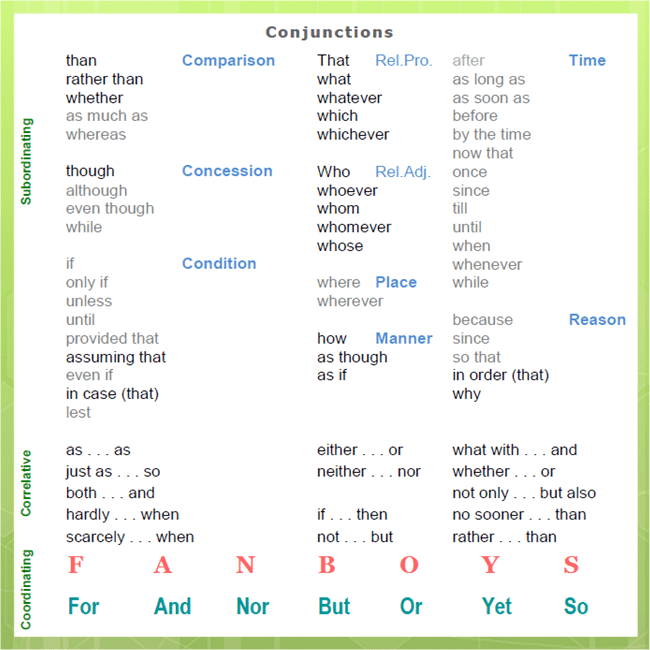 Conjunctions
Subordinating
than Comparison
rather than
whether
as much as
whereas
though Concession
although
even though
while
if Condition
only if
unless
until
provided that
assuming that
even if
in case (that)
lest
That Rel.Pro.
what
whatever
which
whichever
Who Rel.Adj.
whoever
whom
whomever
whose
where Place
wherever
how Manner
as though
as if
after Time
as long as
as soon as
before
by the time
now that
once
since
till
until
when
whenever
while
because Reason
since
so that
in order (that)
why
Correlative
as . . . as
just as . . . so
both . . . and
hardly . . . when
scarcely . . . when
either . . . or
neither . . . nor
if . . . then
not . . . but
what with . . . and
whether . . . or
not only . . . but also
no sooner . . . than
rather . . . than
Coordinating
F A N B O Y S
For And Nor But Or Yet So